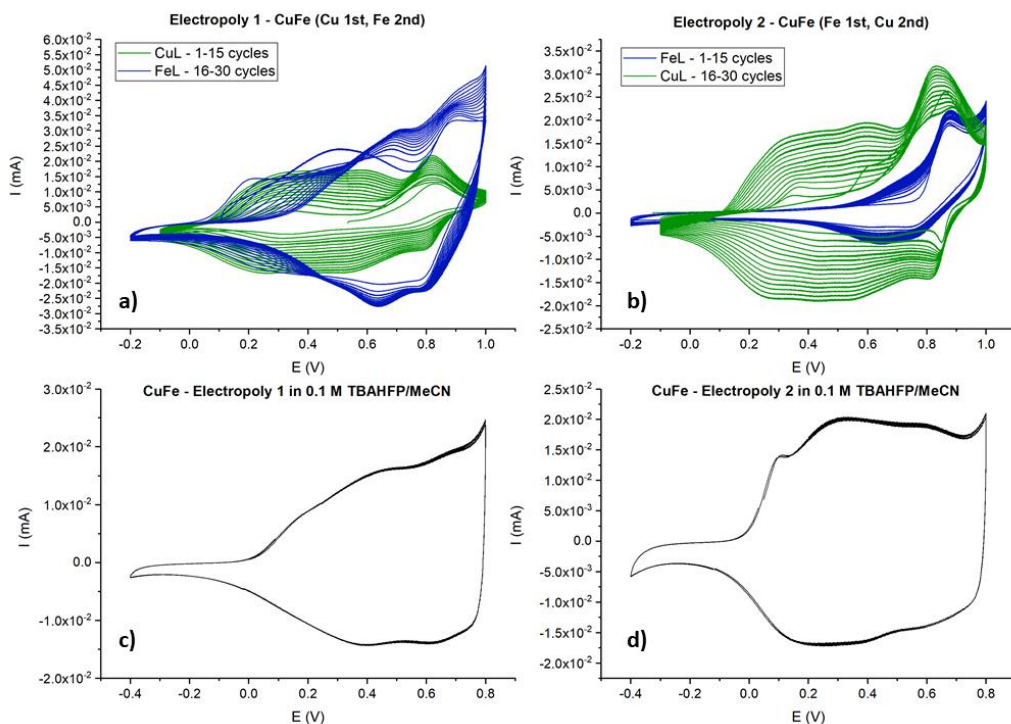 Electropoly 1 - CuFe (Cu 1st, Fe 2nd)
CuL - 1-15 cycles
FeL - 16-30 cycles
I (mA)
6.0x10⁻²
5.5x10⁻²
5.0x10⁻²
4.5x10⁻²
4.0x10⁻²
3.5x10⁻²
3.0x10⁻²
2.5x10⁻²
2.0x10⁻²
1.5x10⁻²
1.0x10⁻²
5.0x10⁻³
0.0
-5.0x10⁻³
-1.0x10⁻²
-1.5x10⁻²
-2.0x10⁻²
-2.5x10⁻²
-3.0x10⁻²
-3.5x10⁻²
a)
-0.2 0.0 0.2 0.4 0.6 0.8 1.0
E (V)
Electropoly 2 - CuFe (Fe 1st, Cu 2nd)
FeL - 1-15 cycles
CuL - 16-30 cycles
I (mA)
3.5x10⁻²
3.0x10⁻²
2.5x10⁻²
2.0x10⁻²
1.5x10⁻²
1.0x10⁻²
5.0x10⁻³
0.0
-5.0x10⁻³
-1.0x10⁻²
-1.5x10⁻²
-2.0x10⁻²
-2.5x10⁻²
b)
-0.2 0.0 0.2 0.4 0.6 0.8 1.0
E (V)
CuFe - Electropoly 1 in 0.1 M TBAHFP/MeCN
I (mA)
3.0x10⁻²
2.0x10⁻²
1.0x10⁻²
0.0
-1.0x10⁻²
-2.0x10⁻²
c)
-0.4 -0.2 0.0 0.2 0.4 0.6 0.8
E (V)
CuFe - Electropoly 2 in 0.1 M TBAHFP/MeCN
I (mA)
2.5x10⁻²
2.0x10⁻²
1.5x10⁻²
1.0x10⁻²
5.0x10⁻³
0.0
-5.0x10⁻³
-1.0x10⁻²
-1.5x10⁻²
-2.0x10⁻²
d)
-0.4 -0.2 0.0 0.2 0.4 0.6 0.8
E (V)